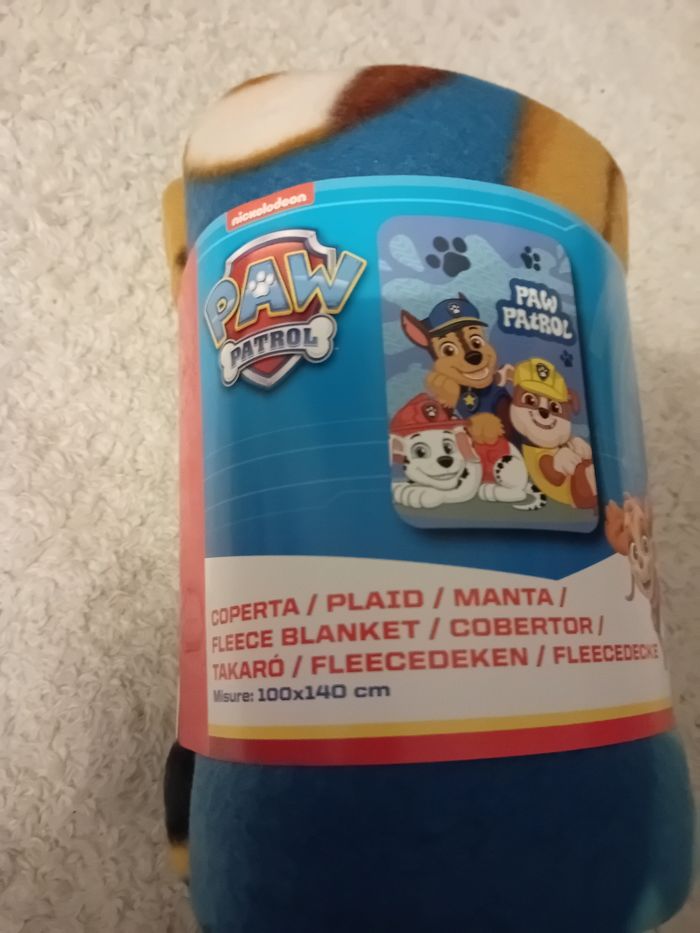 nickelodeon
PAW
PATROL
PAW
PATROL
COPERTA / PLAID / MANTA /
FLEECE BLANKET / COBERTOR /
TAKARÓ / FLEECEDEKEN / FLEECEDECKE
Misure: 100x140 cm